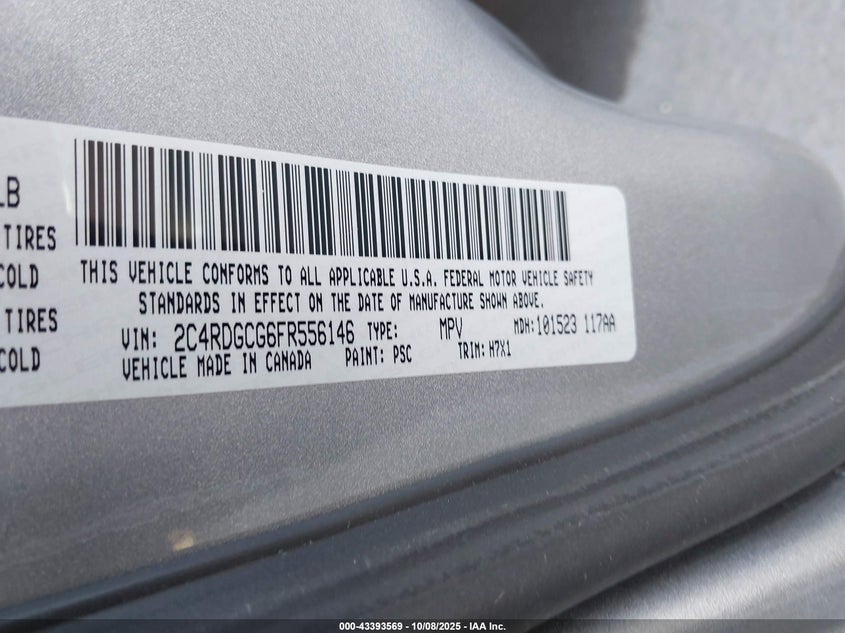 LB
TIRES
COLD
TIRES
COLD
THIS VEHICLE CONFORMS TO ALL APPLICABLE U.S.A. FEDERAL MOTOR VEHICLE SAFETY
STANDARDS IN EFFECT ON THE DATE OF MANUFACTURE SHOWN ABOVE.
VIN: 2C4RDGCG6FR556146 TYPE: MPV MDH:101523 117AA
VEHICLE MADE IN CANADA PAINT: PSC TRIM: H7X1
000-43393569 - 10/08/2025 - IAA Inc.